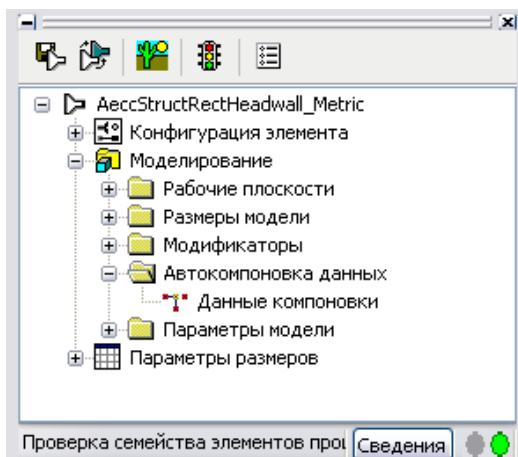 AeccStructRectHeadwall_Metric
Конфигурация элемента
Моделирование
Рабочие плоскости
Размеры модели
Модификаторы
Автокомпоновка данных
Данные компоновки
Параметры модели
Параметры размеров
Проверка семейства элементов
Сведения